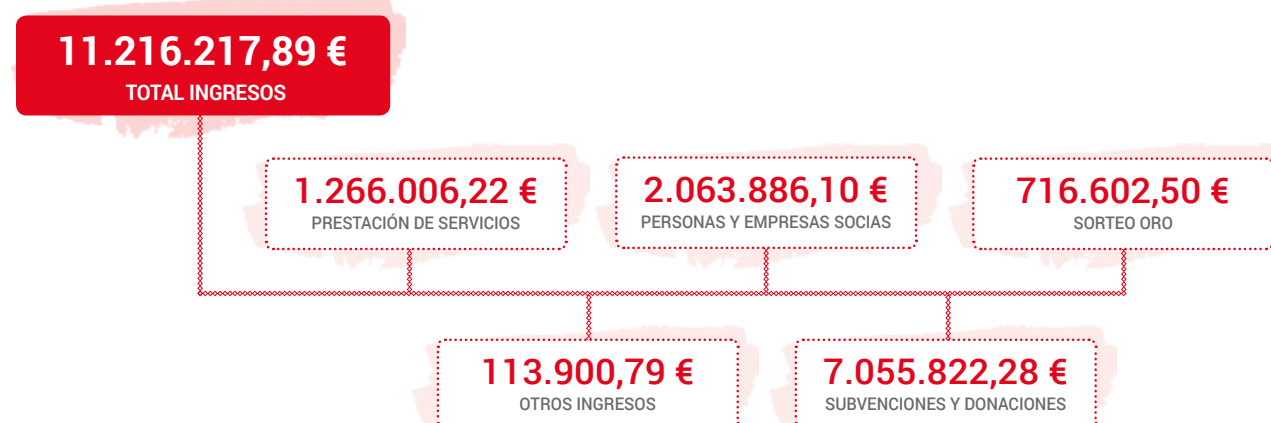 11.216.217,89 €
TOTAL INGRESOS
1.266.006,22 €
PRESTACIÓN DE SERVICIOS
2.063.886,10 €
PERSONAS Y EMPRESAS SOCIAS
716.602,50 €
SORTEO ORO
113.900,79 €
OTROS INGRESOS
7.055.822,28 €
SUBVENCIONES Y DONACIONES